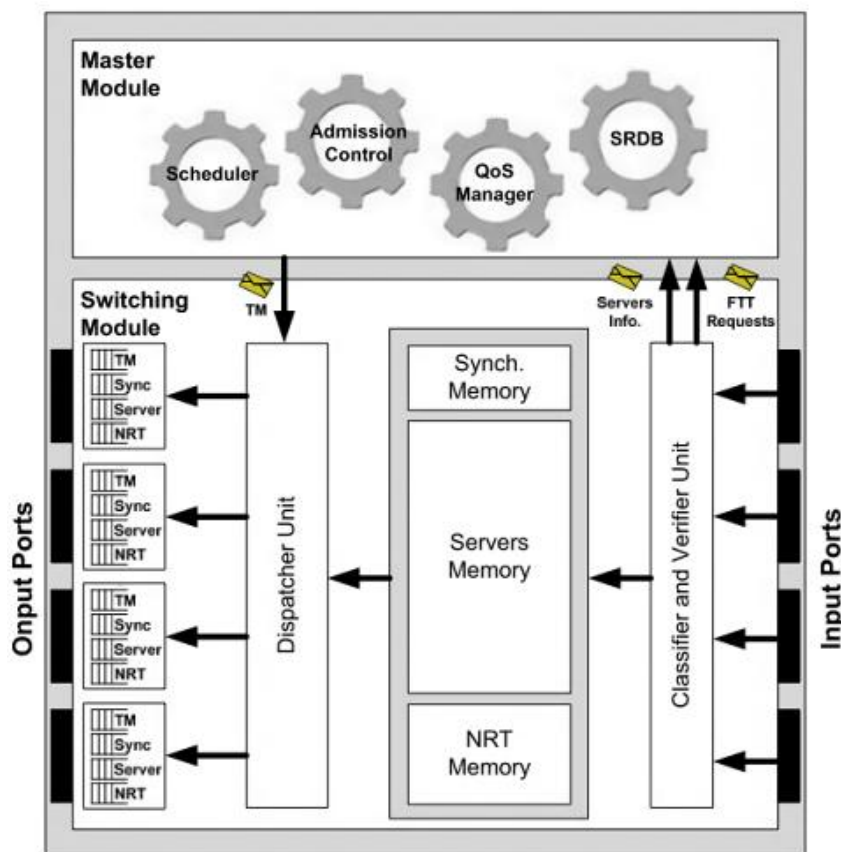 Master
Module
Scheduler
Admission
Control
QoS
Manager
SRDB
Switching
Module
TM
Servers
Info.
FTT
Requests
TM
Sync
Server
NRT
TM
Sync
Server
NRT
TM
Sync
Server
NRT
TM
Sync
Server
NRT
Onput Ports
Dispatcher Unit
Synch.
Memory
Servers
Memory
NRT
Memory
Classifier and Verifier Unit
Input Ports